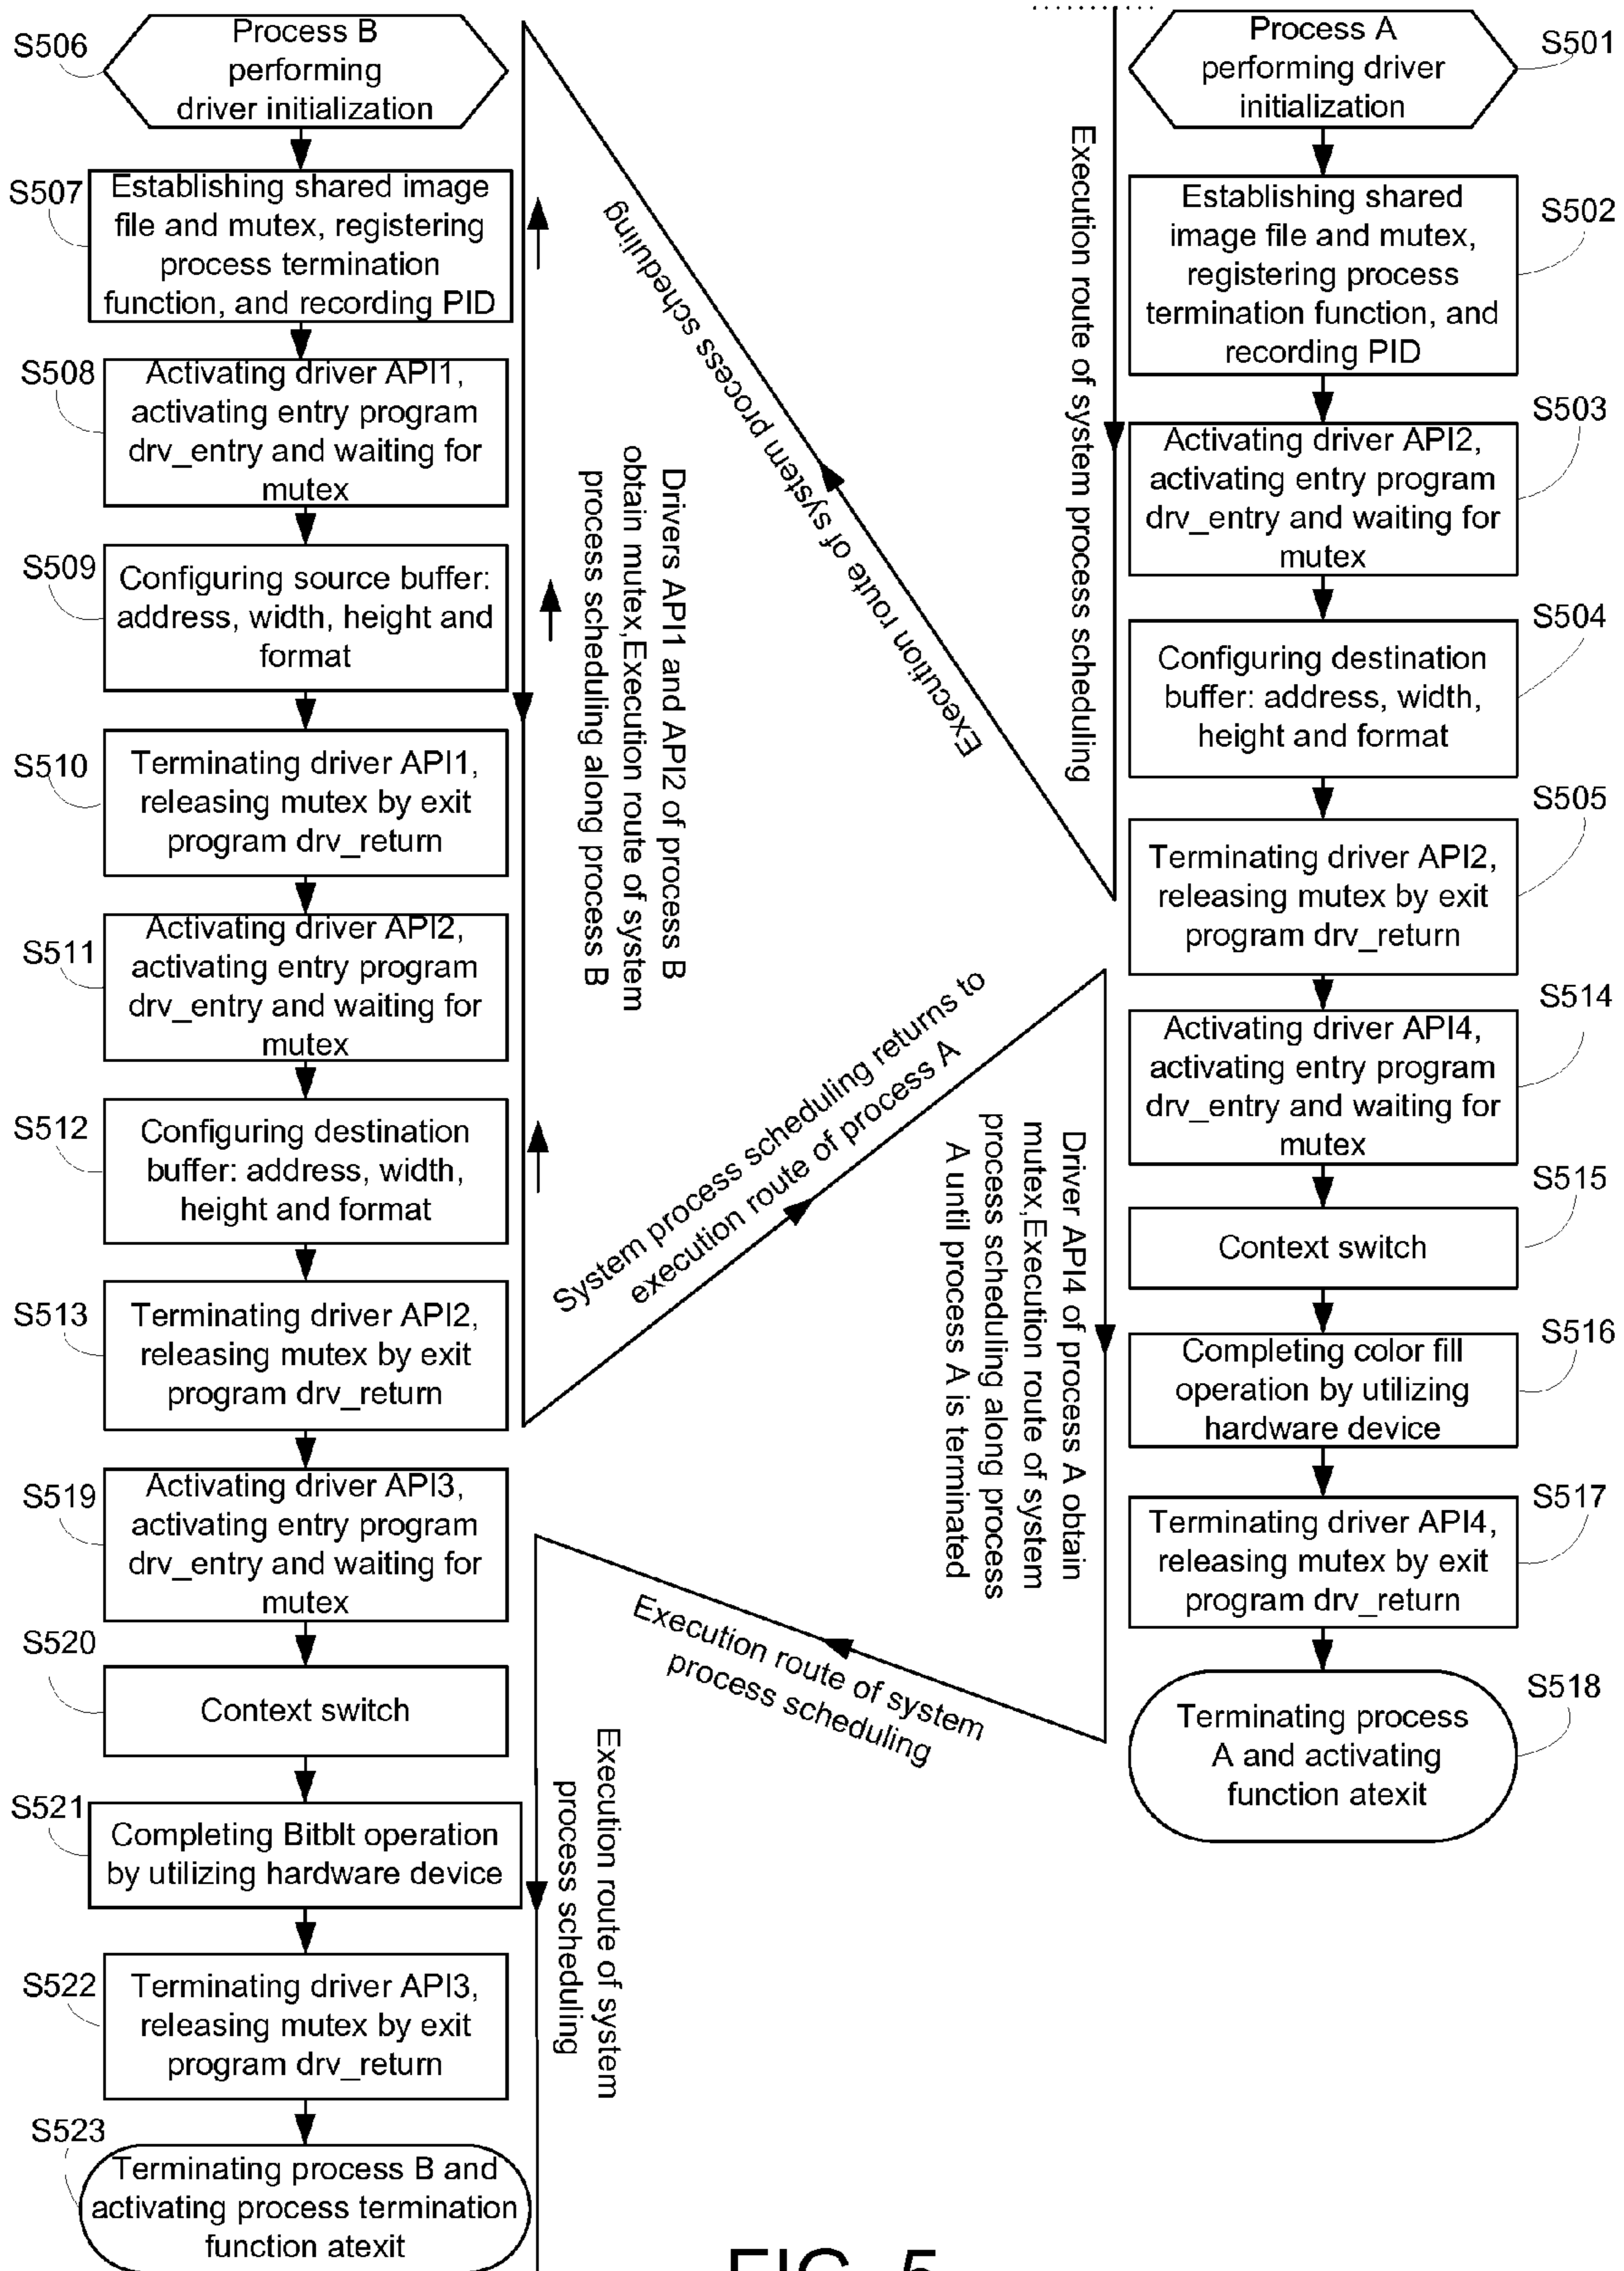 S506
Process B
performing
driver initialization
S507
Establishing shared image
file and mutex, registering
process termination
function, and recording PID
S508
Activating driver API1,
activating entry program
drv_entry and waiting for
mutex
S509
Configuring source buffer:
address, width, height and
format
S510
Terminating driver API1,
releasing mutex by exit
program drv_return
S511
Activating driver API2,
activating entry program
drv_entry and waiting for
mutex
S512
Configuring destination
buffer: address, width,
height and format
S513
Terminating driver API2,
releasing mutex by exit
program drv_return
S519
Activating driver API3,
activating entry program
drv_entry and waiting for
mutex
S520
Context switch
S521
Completing Bitblt operation
by utilizing hardware device
S522
Terminating driver API3,
releasing mutex by exit
program drv_return
S523
Terminating process B and
activating process termination
function atexit
Execution route of system process scheduling
Drivers API1 and API2 of process B
obtain mutex,Execution route of system
process scheduling along process B
System process scheduling returns to
execution route of process A
Driver API4 of process A obtain
mutex,Execution route of system
process scheduling along process
A until process A is terminated
Execution route of system
process scheduling
Execution route of system
process scheduling
Execution route of system process scheduling
S501
Process A
performing driver
initialization
S502
Establishing shared
image file and mutex,
registering process
termination function, and
recording PID
S503
Activating driver API2,
activating entry program
drv_entry and waiting for
mutex
S504
Configuring destination
buffer: address, width,
height and format
S505
Terminating driver API2,
releasing mutex by exit
program drv_return
S514
Activating driver API4,
activating entry program
drv_entry and waiting for
mutex
S515
Context switch
S516
Completing color fill
operation by utilizing
hardware device
S517
Terminating driver API4,
releasing mutex by exit
program drv_return
S518
Terminating process
A and activating
function atexit
FIG. 5